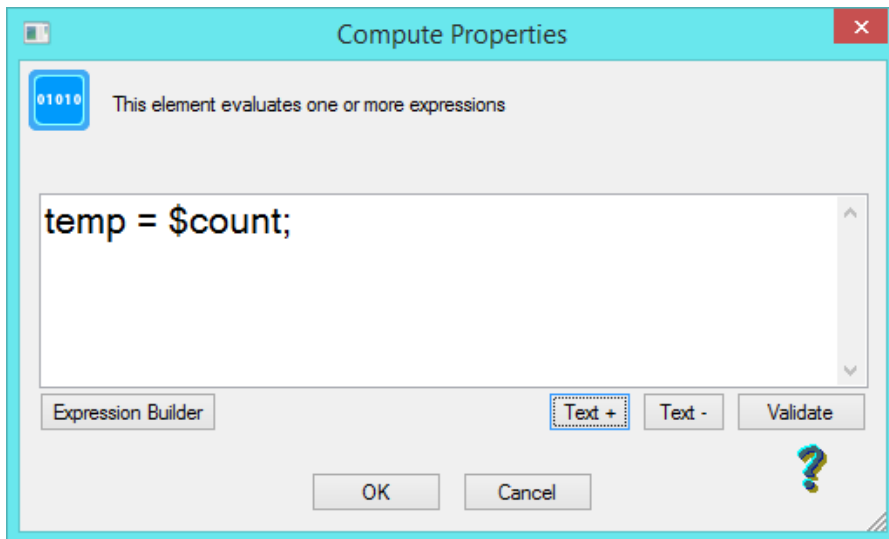 Compute Properties
01010
This element evaluates one or more expressions
temp = $count;
Expression Builder
Text +
Text -
Validate
OK
Cancel